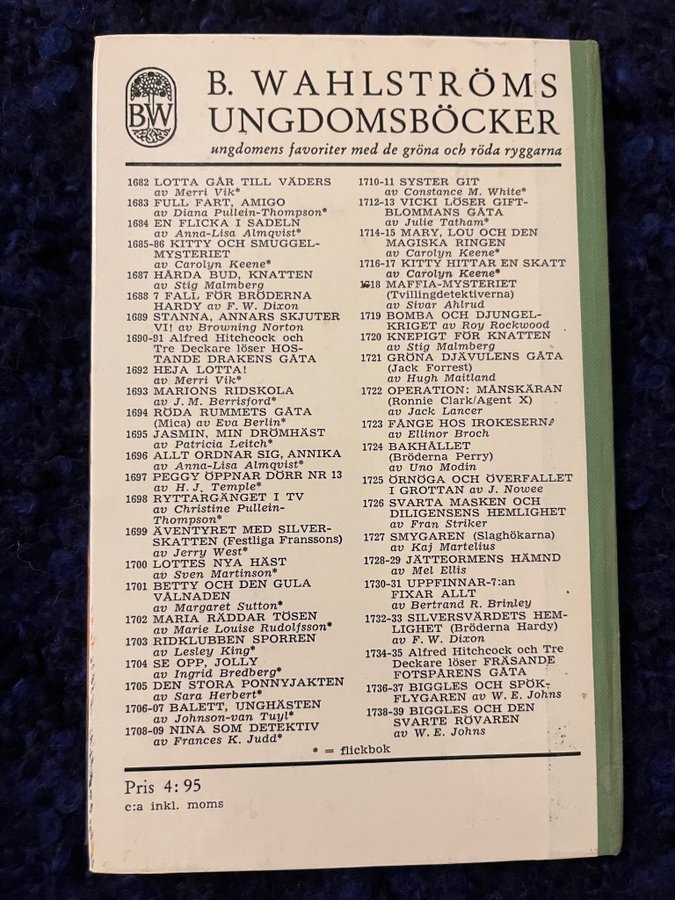 BW
B. WAHLSTRÖMS
UNGDOMSBÖCKER
ungdomens favoriter med de gröna och röda ryggarna
1682 LOTTA GÅR TILL VÄDERS
av Merri Vik*
1683 FULL FART, AMIGO
av Diana Pullein-Thompson*
1684 EN FLICKA I SADELN
av Anna-Lisa Almqvist*
1685-86 KITTY OCH SMUGGEL-
MYSTERIET
av Carolyn Keene*
1687 HÅRDA BUD, KNATTEN
av Stig Malmberg
1688 7 FALL FÖR BRÖDERNA
HARDY av F. W. Dixon
1689 STANNA, ANNARS SKJUTER
VI! av Browning Norton
1690-91 Alfred Hitchcock och
Tre Deckare löser HOS-
TANDE DRAKENS GÅTA
1692 HEJA LOTTA!
av Merri Vik*
1693 MARIONS RIDSKOLA
av J. M. Berrisford*
1694 RÖDA RUMMETS GÅTA
(Mica) av Eva Berlin*
1695 JASMIN, MIN DRÖMHÄST
av Patricia Leitch*
1696 ALLT ORDNAR SIG, ANNIKA
av Anna-Lisa Almqvist*
1697 PEGGY ÖPPNAR DÖRR NR 13
av H. J. Temple*
1698 RYTTARGÄNGET I TV
av Christine Pullein-
Thompson*
1699 ÄVENTYRET MED SILVER-
SKATTEN (Festliga Franssons)
av Jerry West*
1700 LOTTES NYA HÄST
av Sven Martinson*
1701 BETTY OCH DEN GULA
VÅLNADEN
av Margaret Sutton*
1702 MARIA RÄDDAR TÖSEN
av Marie Louise Rudolfsson*
1703 RIDKLUBBEN SPORREN
av Lesley King*
1704 SE OPP, JOLLY
av Ingrid Bredberg*
1705 DEN STORA PONNYJAKTEN
av Sara Herbert*
1706-07 BALETT, UNGHÄSTEN
av Johnson-van Tuyl*
1708-09 NINA SOM DETEKTIV
av Frances K. Judd*
1710-11 SYSTER GIT
av Constance M. White*
1712-13 VICKI LÖSER GIFT-
BLOMMANS GÅTA
av Julie Tatham*
1714-15 MARY, LOU OCH DEN
MAGISKA RINGEN
av Carolyn Keene*
1716-17 KITTY HITTAR EN SKATT
av Carolyn Keene*
1718 MAFFIA-MYSTERIET
(Tvillingdetektiverna)
av Sivar Ahlrud
1719 BOMBA OCH DJUNGEL-
KRIGET av Roy Rockwood
1720 KNEPIGT FÖR KNATTEN
av Stig Malmberg
1721 GRÖNA DJÄVULENS GÅTA
(Jack Forrest)
av Hugh Maitland
1722 OPERATION: MÅNSKÄRAN
(Ronnie Clark/Agent X)
av Jack Lancer
1723 FÅNGE HOS IROKESERNA
av Ellinor Broch
1724 BAKHÅLLET
(Bröderna Perry)
av Uno Modin
1725 ÖRNÖGA OCH ÖVERFALLET
I GROTTAN av J. Nowee
1726 SVARTA MASKEN OCH
DILIGENSENS HEMLIGHET
av Fran Striker
1727 SMYGAREN (Slaghökarna)
av Kaj Martelius
1728-29 JÄTTEORMENS HÄMND
av Mel Ellis
1730-31 UPPFINNAR-7:an
FIXAR ALLT
av Bertrand R. Brinley
1732-33 SILVERSVÄRDETS HEM-
LIGHET (Bröderna Hardy)
av F. W. Dixon
1734-35 Alfred Hitchcock och Tre
Deckare löser FRÄSANDE
FOTSPÅRENS GÅTA
1736-37 BIGGLES OCH SPÖK-
FLYGAREN av W. E. Johns
1738-39 BIGGLES OCH DEN
SVARTE RÖVAREN
av W. E. Johns
* = flickbok
Pris 4:95
c:a inkl. moms